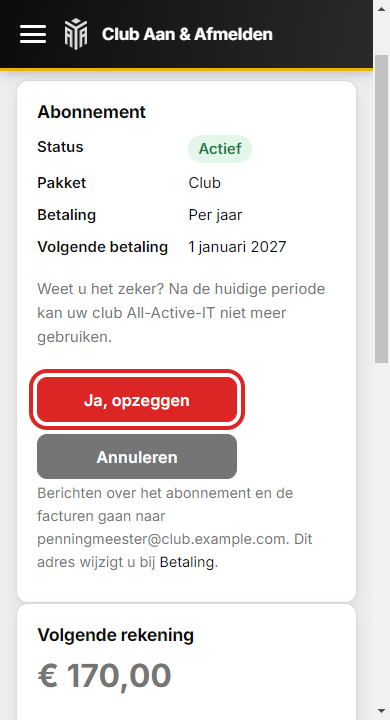 Club Aan & Afmelden
Abonnement
Status Actief
Pakket Club
Betaling Per jaar
Volgende betaling 1 januari 2027
Weet u het zeker? Na de huidige periode
kan uw club All-Active-IT niet meer
gebruiken.
Ja, opzeggen
Annuleren
Berichten over het abonnement en de
facturen gaan naar
penningmeester@club.example.com. Dit
adres wijzigt u bij Betaling.
Volgende rekening
€ 170,00